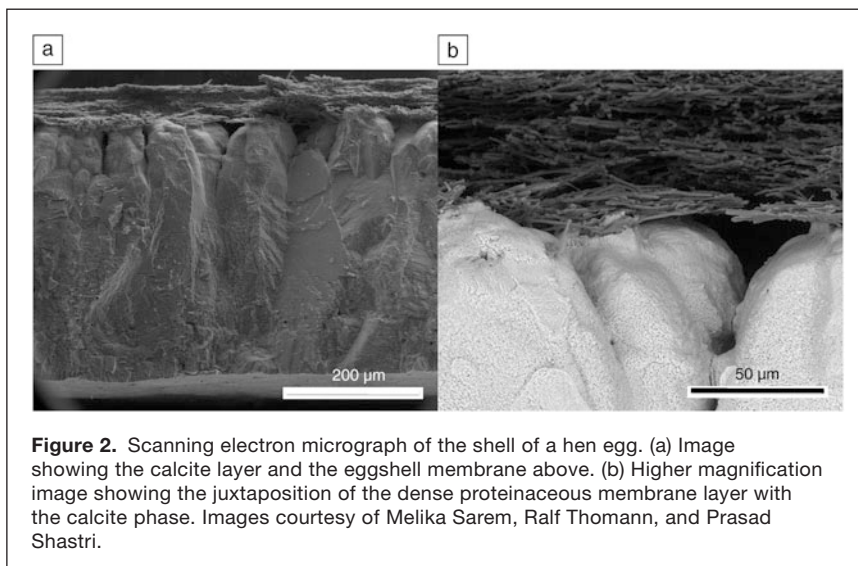 a
b
200 µm
50 µm
Figure 2. Scanning electron micrograph of the shell of a hen egg. (a) Image
showing the calcite layer and the eggshell membrane above. (b) Higher magnification
image showing the juxtaposition of the dense proteinaceous membrane layer with
the calcite phase. Images courtesy of Melika Sarem, Ralf Thomann, and Prasad
Shastri.